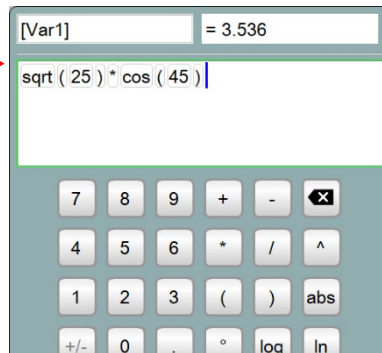 [Var1] = 3.536
sqrt ( 25 ) * cos ( 45 )
7 8 9 + -
4 5 6 * / ^
1 2 3 ( ) abs
+/- 0 . ° log ln